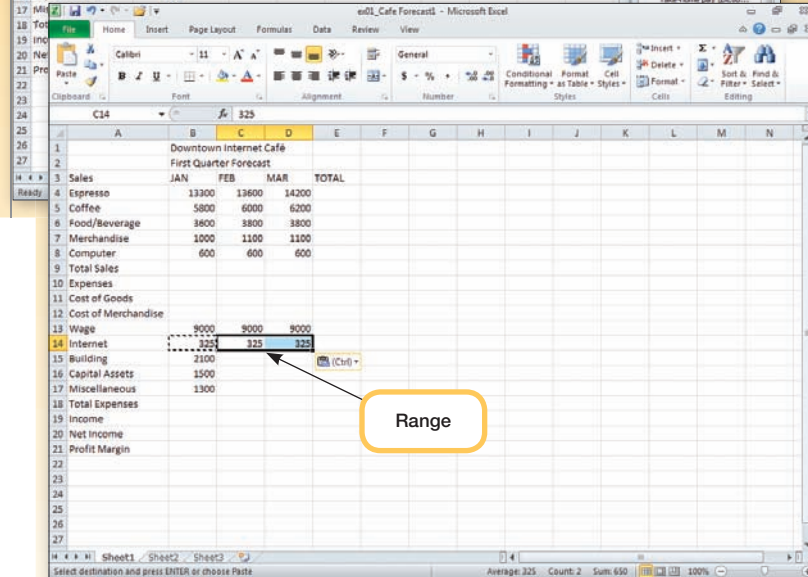 ex01_Cafe Forecast1 - Microsoft Excel
File Home Insert Page Layout Formulas Data Review View
Calibri 11 A A General Insert Σ
Paste B I U A $ % , Conditional Formatting Format as Table Cell Styles Delete Format Sort & Filter Find & Select
Clipboard Font Alignment Number Styles Cells Editing
C14 fx 325
A B C D E F G H I J K L M N
1 Downtown Internet Café
2 First Quarter Forecast
3 Sales JAN FEB MAR TOTAL
4 Espresso 13300 13600 14200
5 Coffee 5800 6000 6200
6 Food/Beverage 3600 3800 3800
7 Merchandise 1000 1100 1100
8 Computer 600 600 600
9 Total Sales
10 Expenses
11 Cost of Goods
12 Cost of Merchandise
13 Wage 9000 9000 9000
14 Internet 325 325 325
15 Building 2100 (Ctrl)
16 Capital Assets 1500
17 Miscellaneous 1300
18 Total Expenses
19 Income
20 Net Income
21 Profit Margin
22
23
24
25
26
27
Range
Sheet1 Sheet2 Sheet3
Select destination and press ENTER or choose Paste Average: 325 Count: 2 Sum: 650 100%
17 Mis
18 Tot
19 Inc
20 Ne
21 Pro
22
23
24
25
26
27
Ready